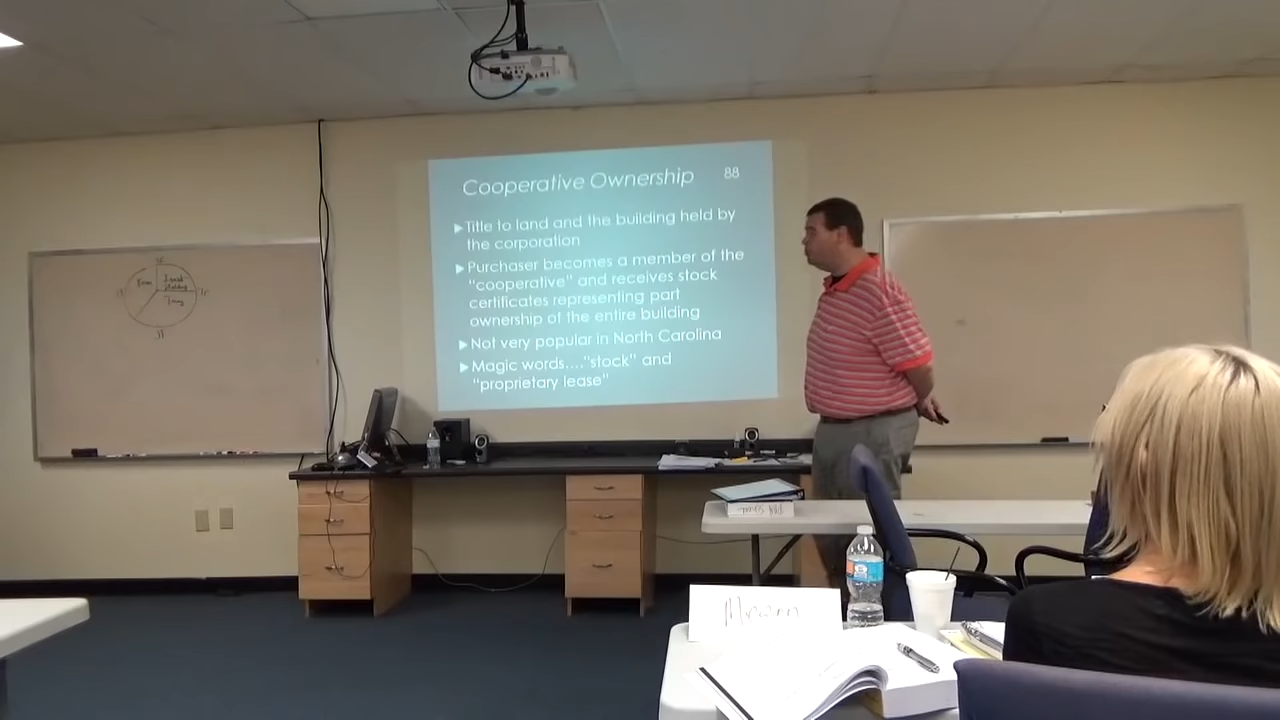 Cooperative Ownership 88
▶Title to land and the building held by
the corporation
▶Purchaser becomes a member of the
"cooperative" and receives stock
certificates representing part
ownership of the entire building
▶Not very popular in North Carolina
▶Magic words...."stock" and
"proprietary lease"